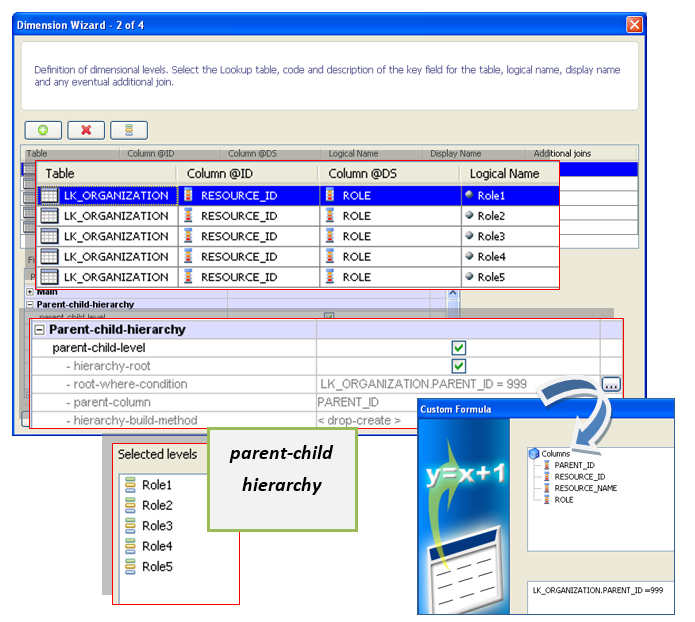 Dimension Wizard - 2 of 4
Definition of dimensional levels. Select the Lookup table, code and description of the key field for the table, logical name, display name
and any eventual additional join.
Table Column @ID Column @DS Logical Name Display Name Additional joins
Table Column @ID Column @DS Logical Name
LK_ORGANIZATION RESOURCE_ID ROLE Role1
LK_ORGANIZATION RESOURCE_ID ROLE Role2
LK_ORGANIZATION RESOURCE_ID ROLE Role3
LK_ORGANIZATION RESOURCE_ID ROLE Role4
LK_ORGANIZATION RESOURCE_ID ROLE Role5
Main
Parent-child-hierarchy
parent-child-level
Parent-child-hierarchy
parent-child-level
- hierarchy-root
- root-where-condition LK_ORGANIZATION.PARENT_ID = 999 ...
- parent-column PARENT_ID
- hierarchy-build-method < drop-create >
Custom Formula
y=x+1
Columns
PARENT_ID
RESOURCE_ID
RESOURCE_NAME
ROLE
LK_ORGANIZATION.PARENT_ID =999
Selected levels
Role1
Role2
Role3
Role4
Role5
parent-child
hierarchy